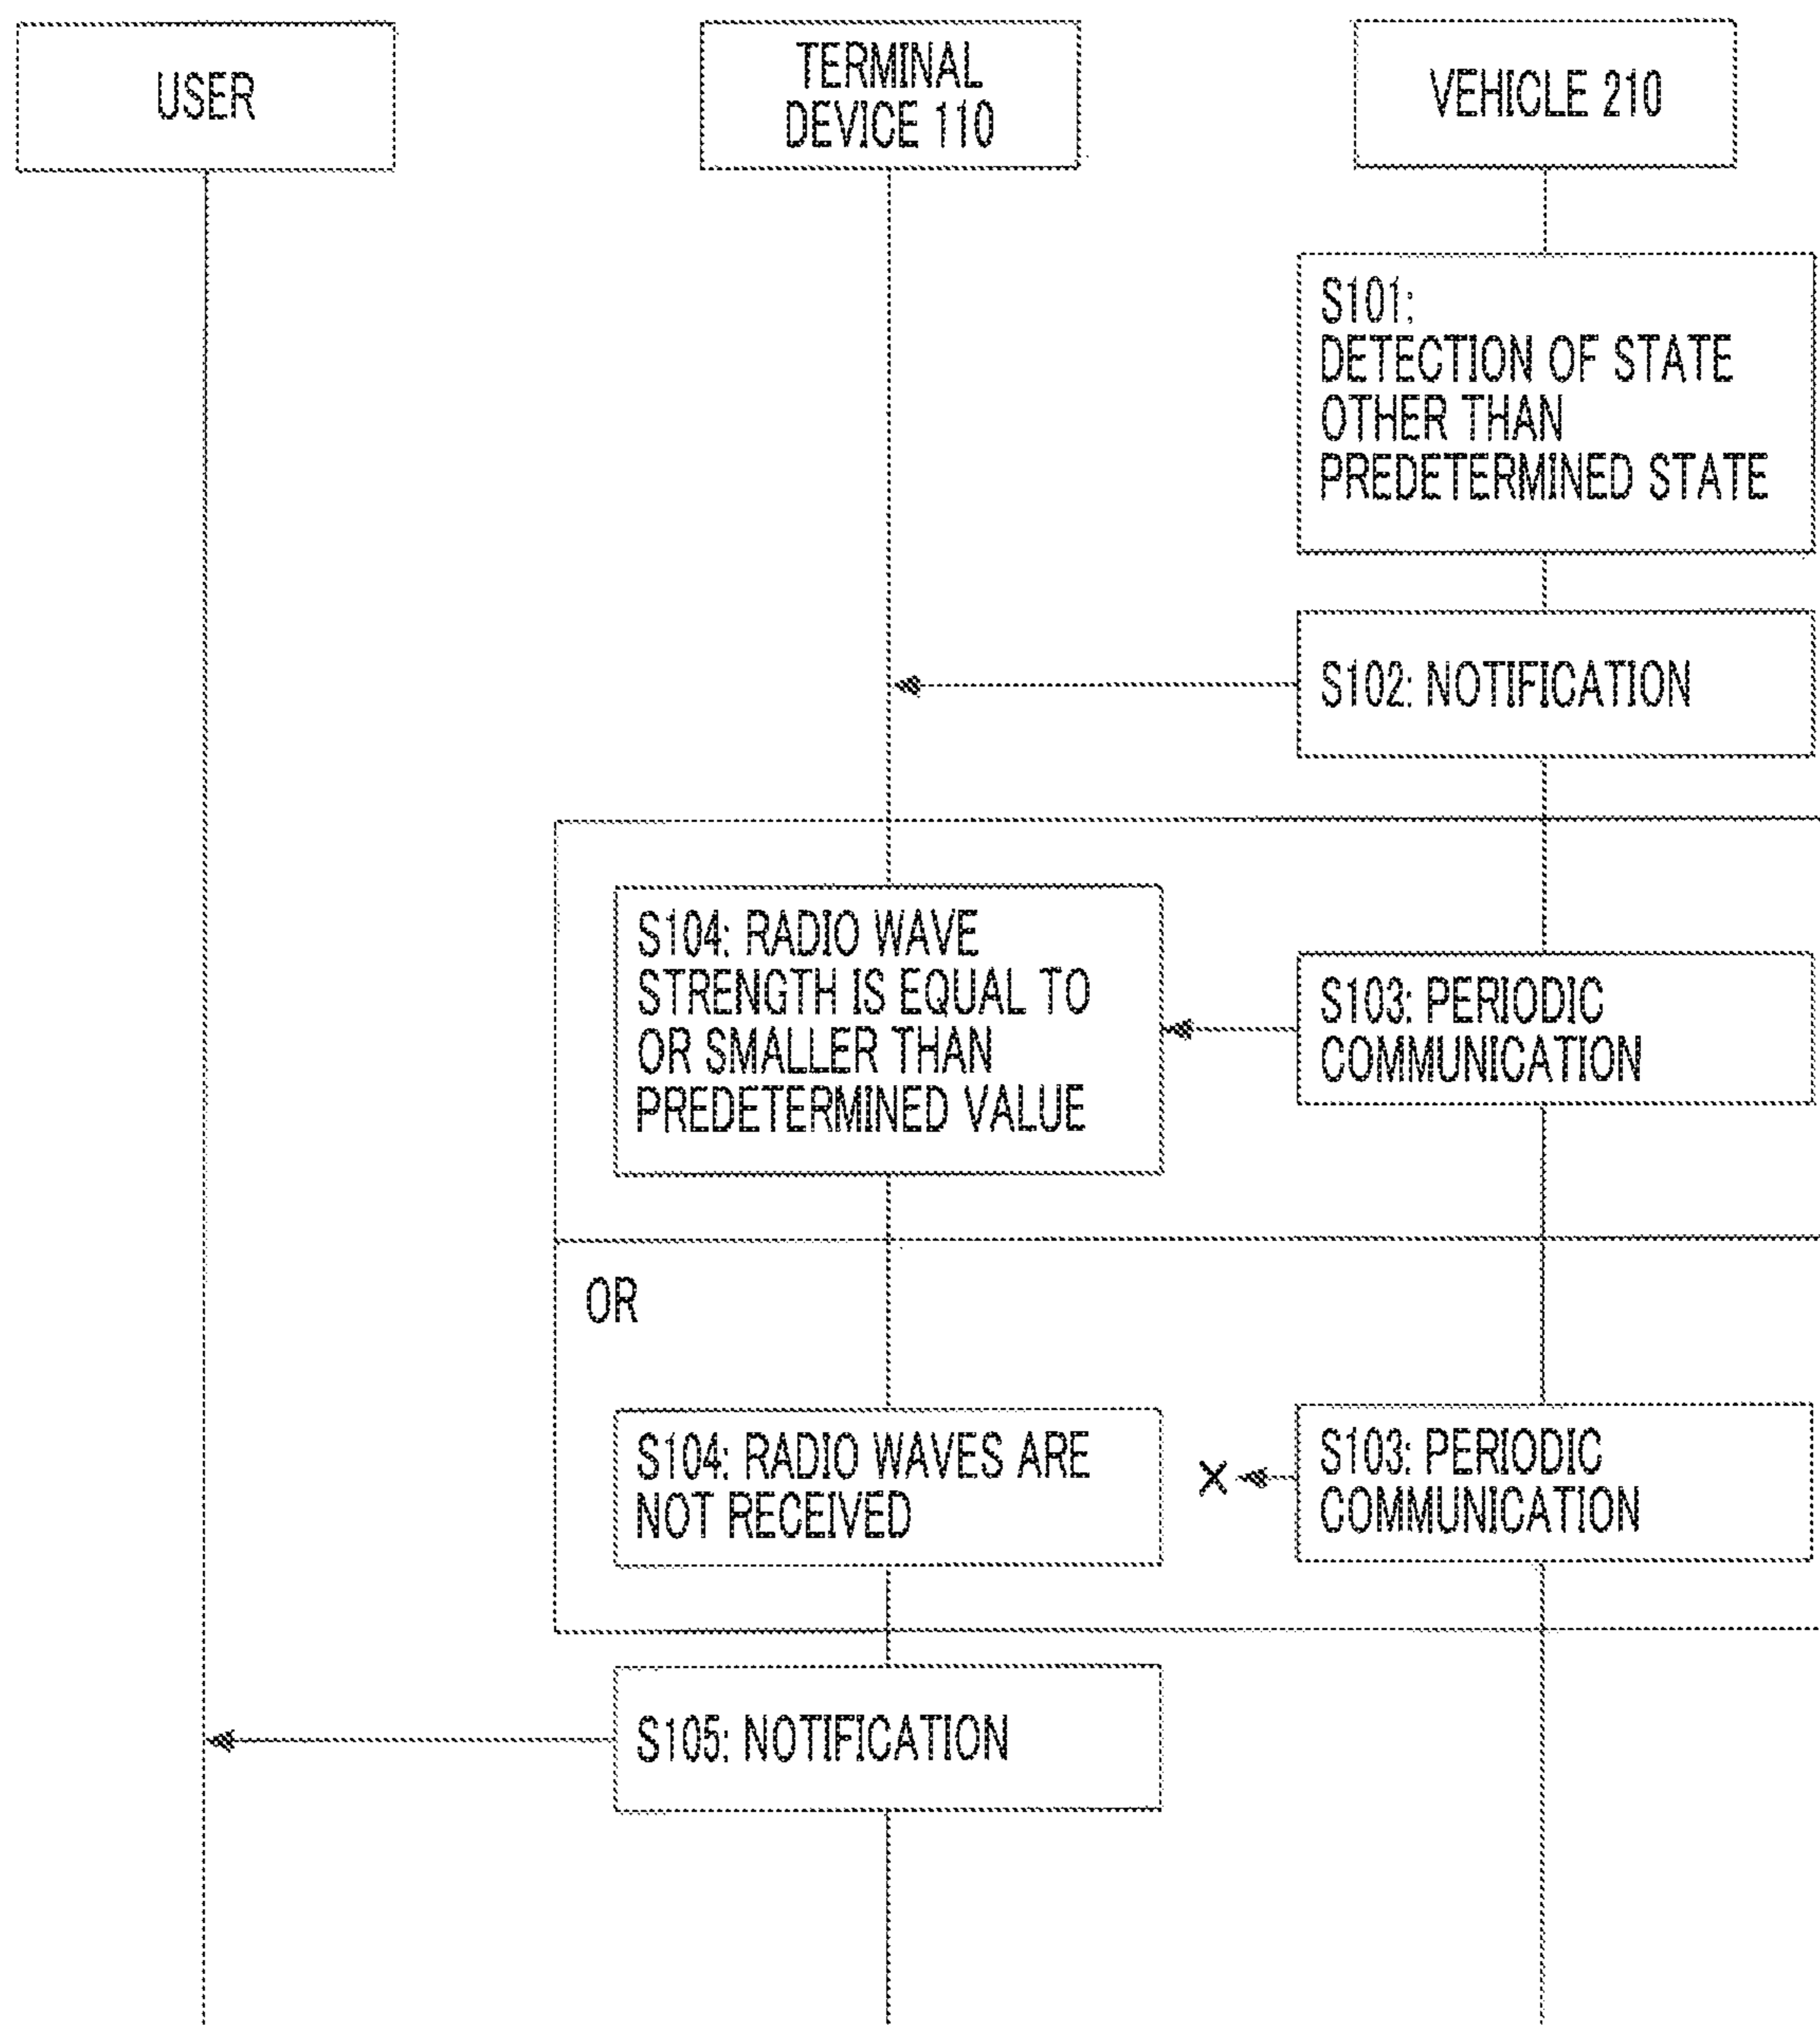 USER
TERMINAL
DEVICE 110
VEHICLE 210
S101:
DETECTION OF STATE
OTHER THAN
PREDETERMINED STATE
S102: NOTIFICATION
S104: RADIO WAVE
STRENGTH IS EQUAL TO
OR SMALLER THAN
PREDETERMINED VALUE
S103: PERIODIC
COMMUNICATION
OR
S104: RADIO WAVES ARE
NOT RECEIVED
X
S103: PERIODIC
COMMUNICATION
S105: NOTIFICATION